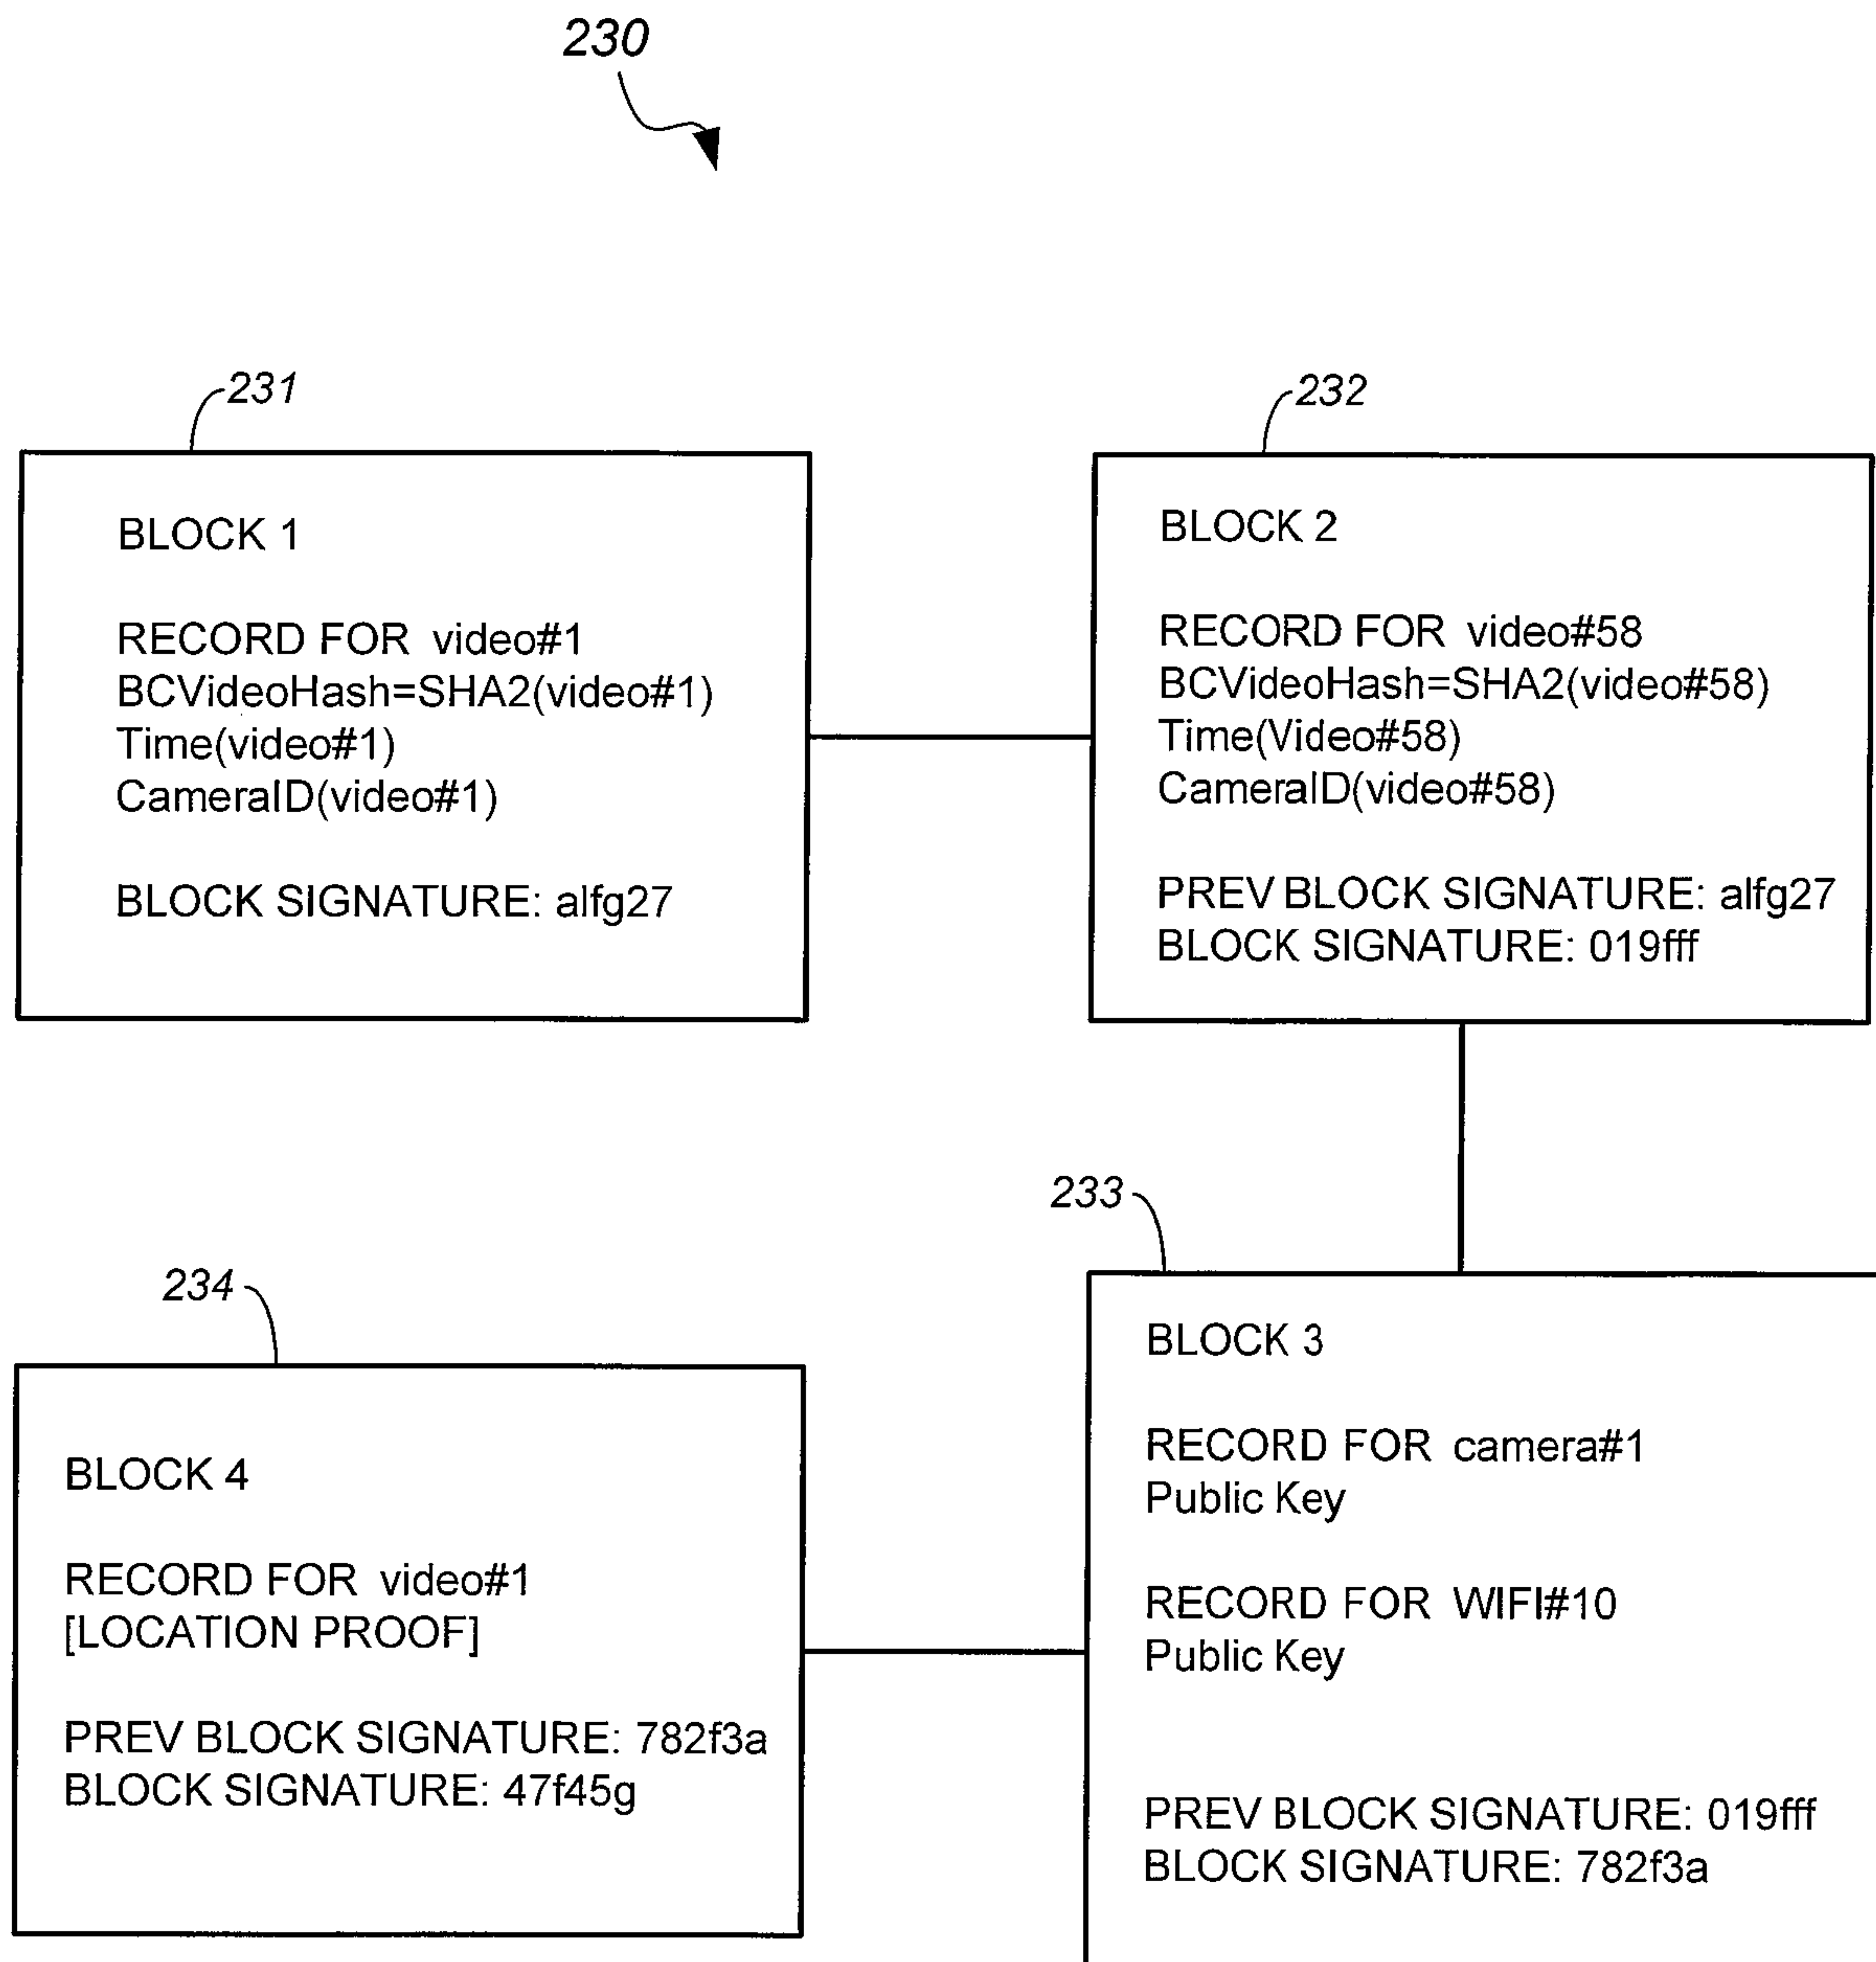 230
231
BLOCK 1
RECORD FOR video#1
BCVideoHash=SHA2(video#1)
Time(video#1)
CameraID(video#1)
BLOCK SIGNATURE: alfg27
232
BLOCK 2
RECORD FOR video#58
BCVideoHash=SHA2(video#58)
Time(Video#58)
CameraID(video#58)
PREV BLOCK SIGNATURE: alfg27
BLOCK SIGNATURE: 019fff
233
BLOCK 3
RECORD FOR camera#1
Public Key
RECORD FOR WIFI#10
Public Key
PREV BLOCK SIGNATURE: 019fff
BLOCK SIGNATURE: 782f3a
234
BLOCK 4
RECORD FOR video#1
[LOCATION PROOF]
PREV BLOCK SIGNATURE: 782f3a
BLOCK SIGNATURE: 47f45g